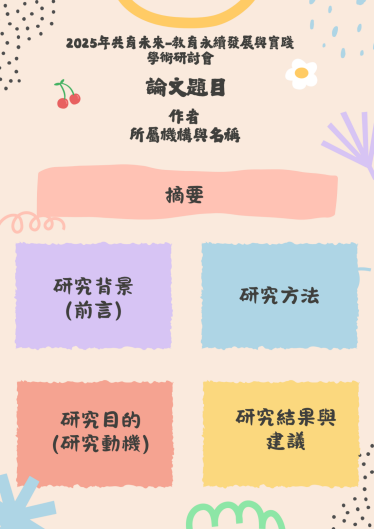 2025年共育未來-教育永續發展與實踐
學術研討會
論文題目
作者
所屬機構與名稱
摘要
研究背景
(前言)
研究方法
研究目的
(研究動機)
研究結果與
建議